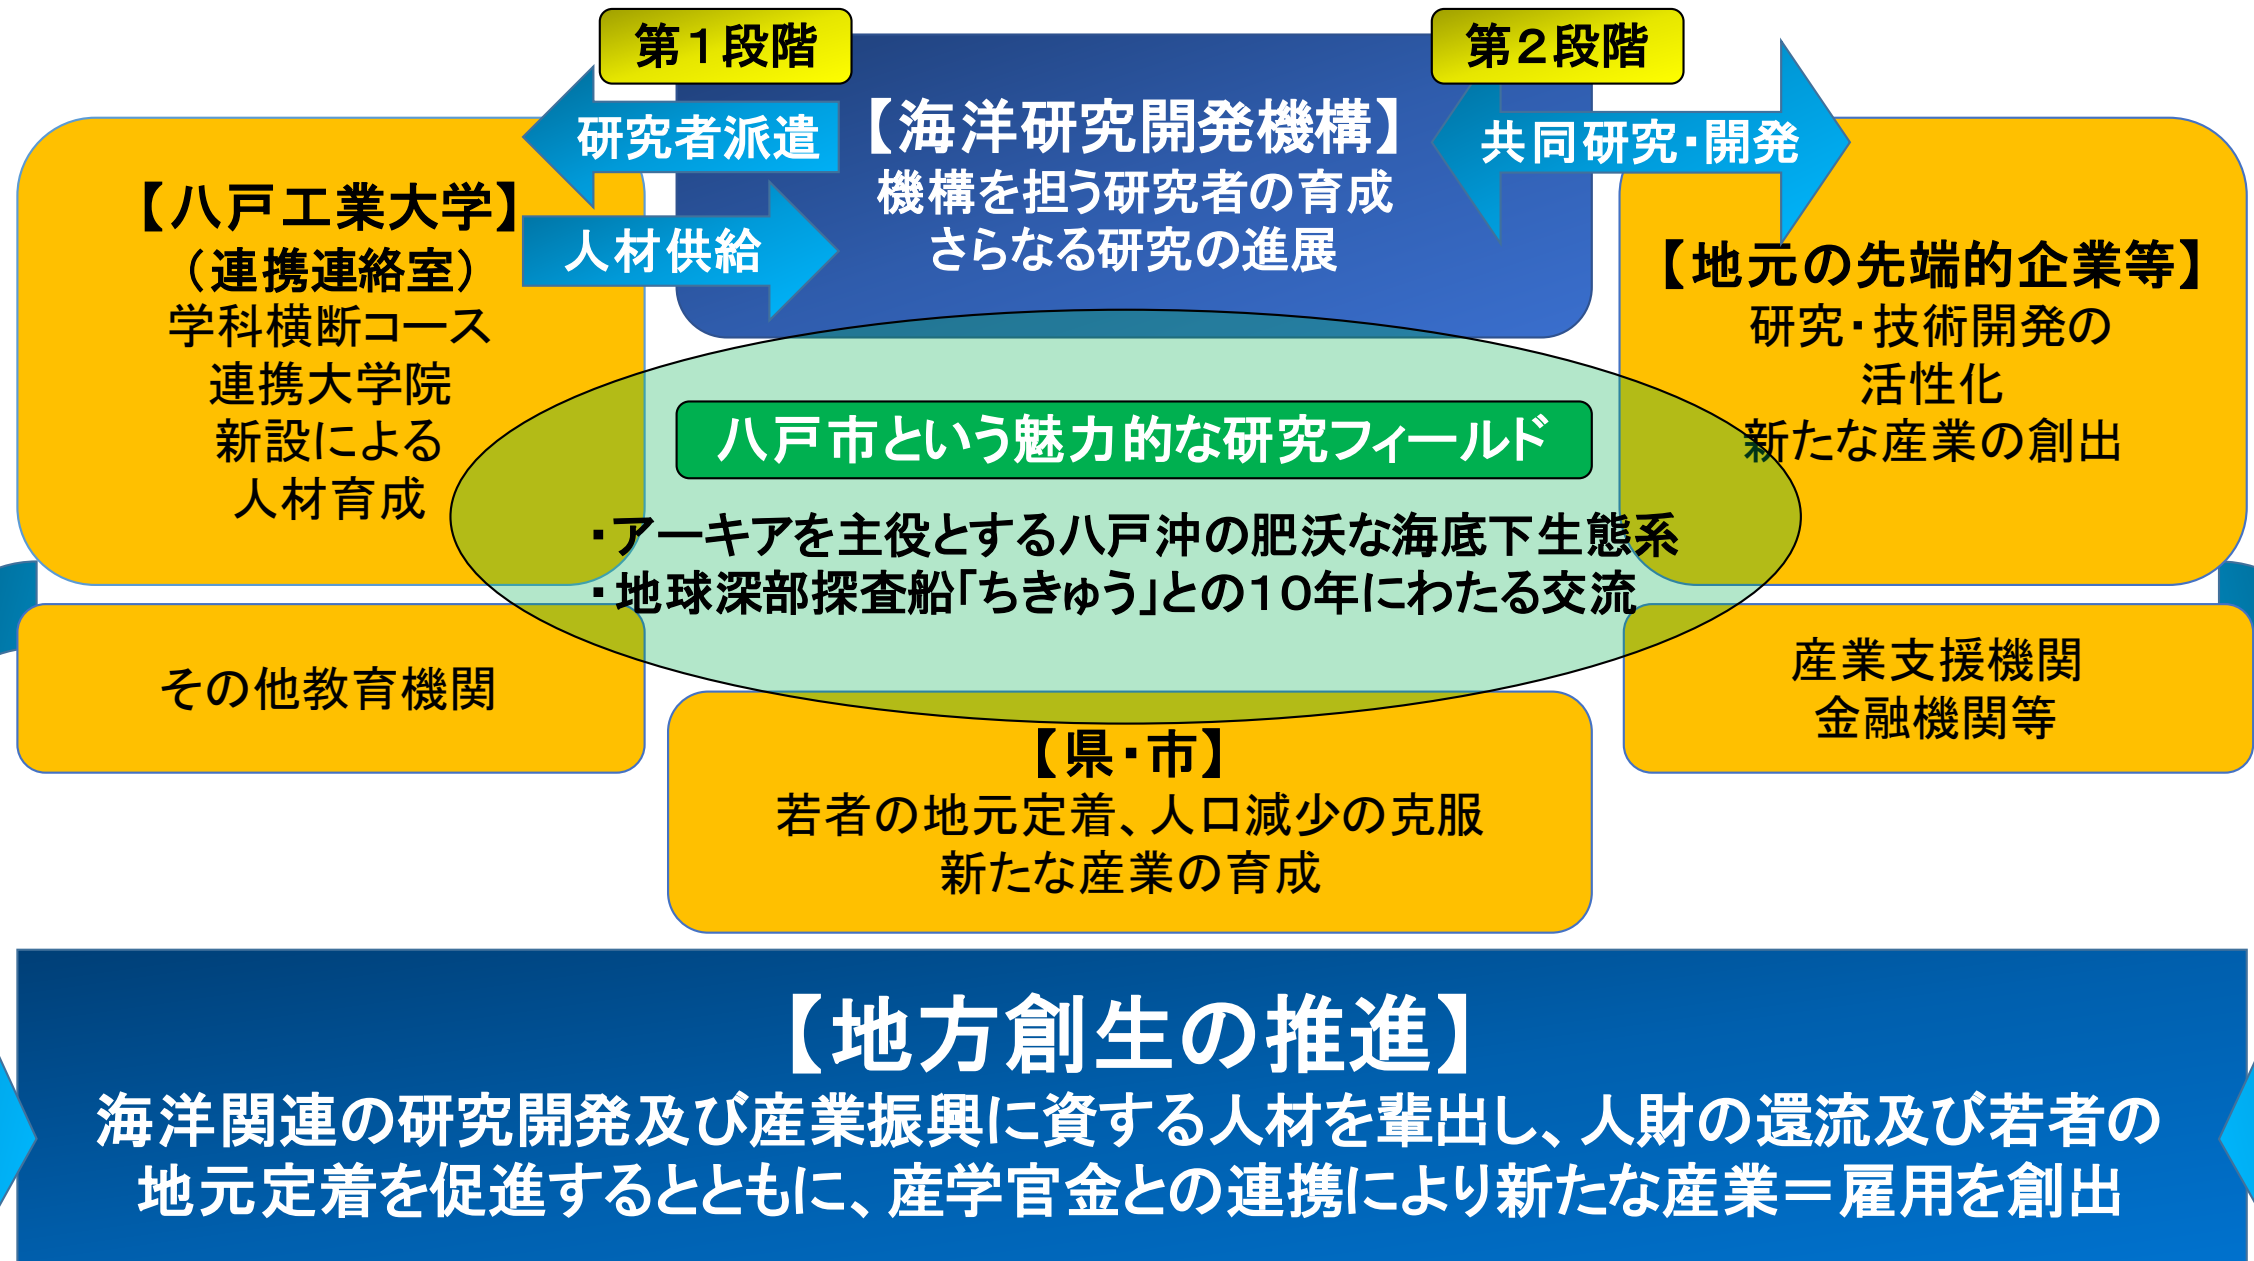 第１段階
第２段階
研究者派遣
人材供給
【海洋研究開発機構】
機構を担う研究者の育成
さらなる研究の進展
共同研究・開発
【八戸工業大学】
（連携連絡室）
学科横断コース
連携大学院
新設による
人材育成
【地元の先端的企業等】
研究・技術開発の
活性化
新たな産業の創出
八戸市という魅力的な研究フィールド
・アーキアを主役とする八戸沖の肥沃な海底下生態系
・地球深部探査船「ちきゅう」との１０年にわたる交流
その他教育機関
産業支援機関
金融機関等
【県・市】
若者の地元定着、人口減少の克服
新たな産業の育成
【地方創生の推進】
海洋関連の研究開発及び産業振興に資する人材を輩出し、人財の還流及び若者の
地元定着を促進するとともに、産学官金との連携により新たな産業＝雇用を創出